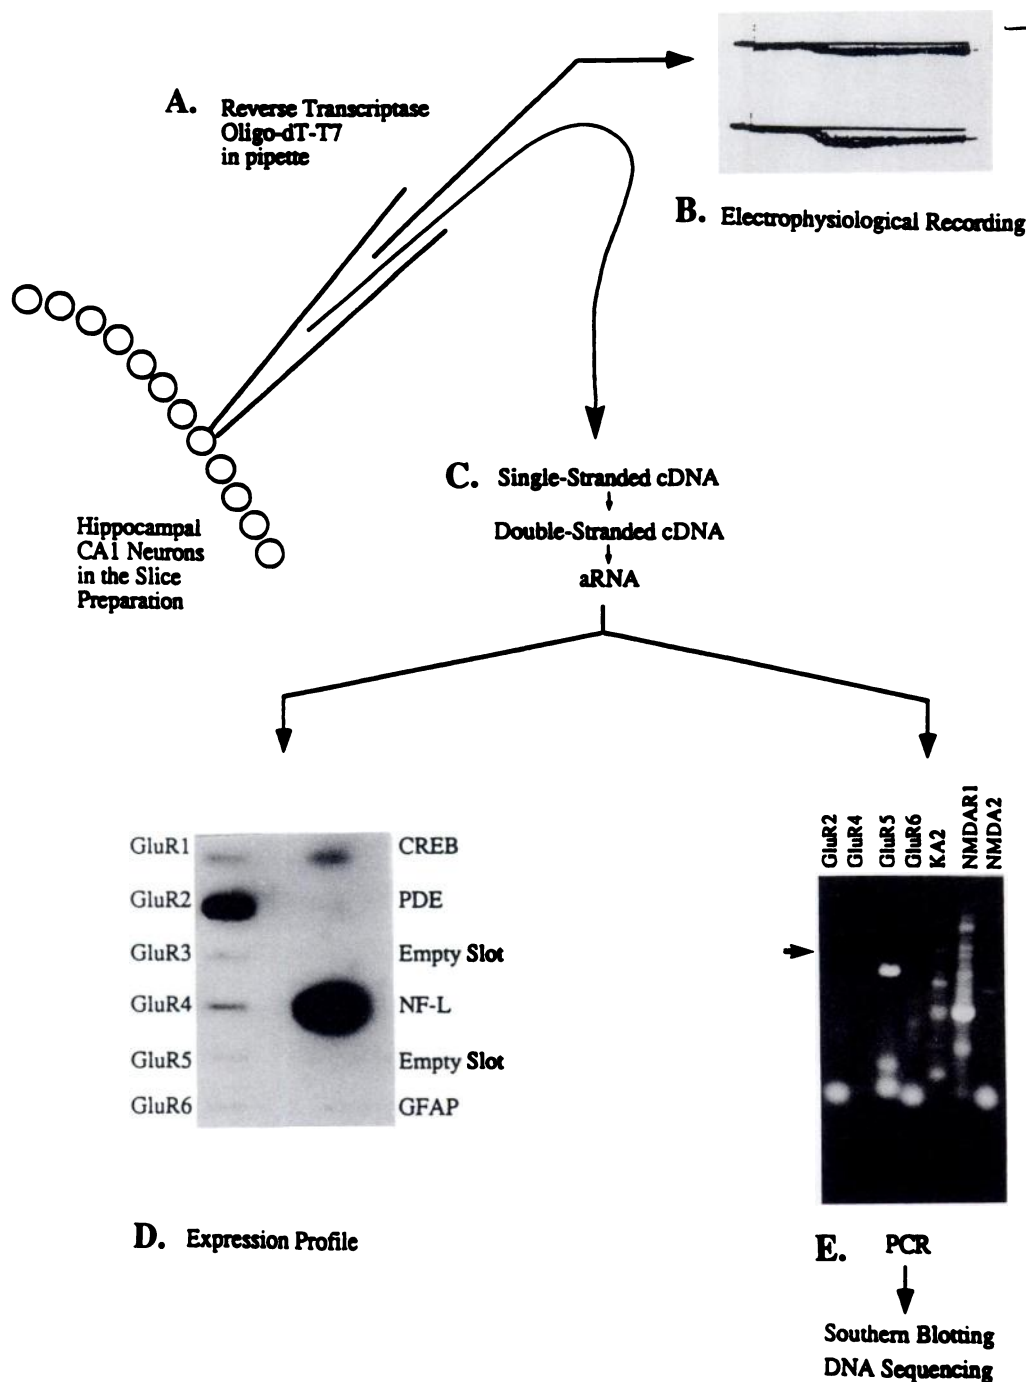 A. Reverse Transcriptase
Oligo-dT-T7
in pipette
B. Electrophysiological Recording
Hippocampal
CA1 Neurons
in the Slice
Preparation
C. Single-Stranded cDNA
Double-Stranded cDNA
aRNA
GluR1
GluR2
GluR3
GluR4
GluR5
GluR6
CREB
PDE
Empty Slot
NF-L
Empty Slot
GFAP
D. Expression Profile
GluR2
GluR4
GluR5
GluR6
KA2
NMDAR1
NMDA2
E. PCR
Southern Blotting
DNA Sequencing